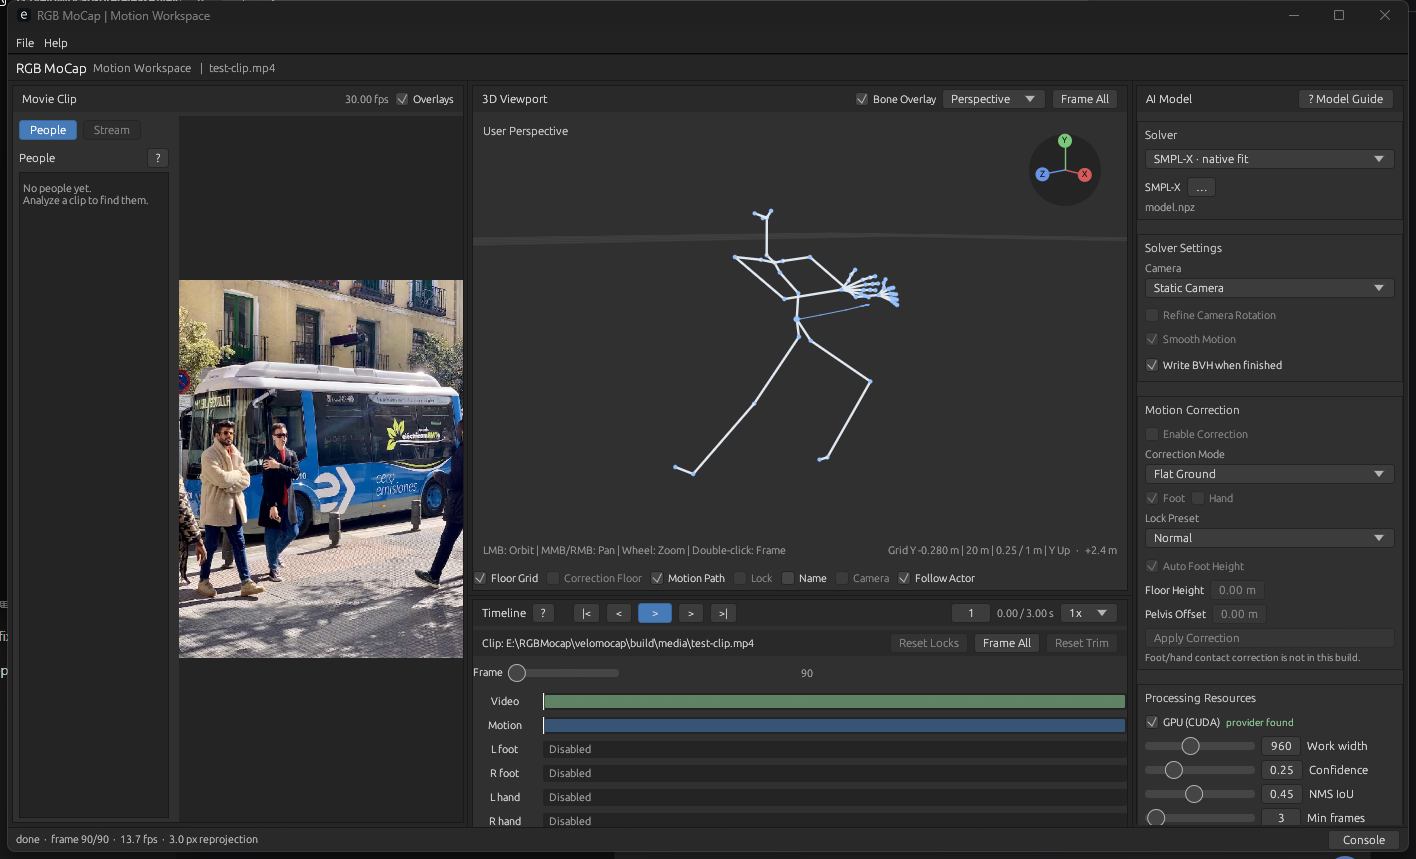 RGB MoCap | Motion Workspace
File Help
RGB MoCap Motion Workspace | test-clip.mp4
Movie Clip 30.00 fps Overlays
People Stream
People ?
No people yet.
Analyze a clip to find them.
cero
emisiones
3D Viewport Bone Overlay Perspective Frame All
User Perspective
Y
Z X
LMB: Orbit | MMB/RMB: Pan | Wheel: Zoom | Double-click: Frame Grid Y -0.280 m | 20 m | 0.25 / 1 m | Y Up · +2.4 m
Floor Grid Correction Floor Motion Path Lock Name Camera Follow Actor
Timeline ? |< < > > >| 1 0.00 / 3.00 s 1x
Clip: E:\RGBMocap\velomocap\build\media\test-clip.mp4 Reset Locks Frame All Reset Trim
Frame 90
Video
Motion
L foot Disabled
R foot Disabled
L hand Disabled
R hand Disabled
AI Model ? Model Guide
Solver
SMPL-X · native fit
SMPL-X ...
model.npz
Solver Settings
Camera
Static Camera
Refine Camera Rotation
Smooth Motion
Write BVH when finished
Motion Correction
Enable Correction
Correction Mode
Flat Ground
Foot Hand
Lock Preset
Normal
Auto Foot Height
Floor Height 0.00 m
Pelvis Offset 0.00 m
Apply Correction
Foot/hand contact correction is not in this build.
Processing Resources
GPU (CUDA) provider found
960 Work width
0.25 Confidence
0.45 NMS IoU
3 Min frames
done · frame 90/90 · 13.7 fps · 3.0 px reprojection Console